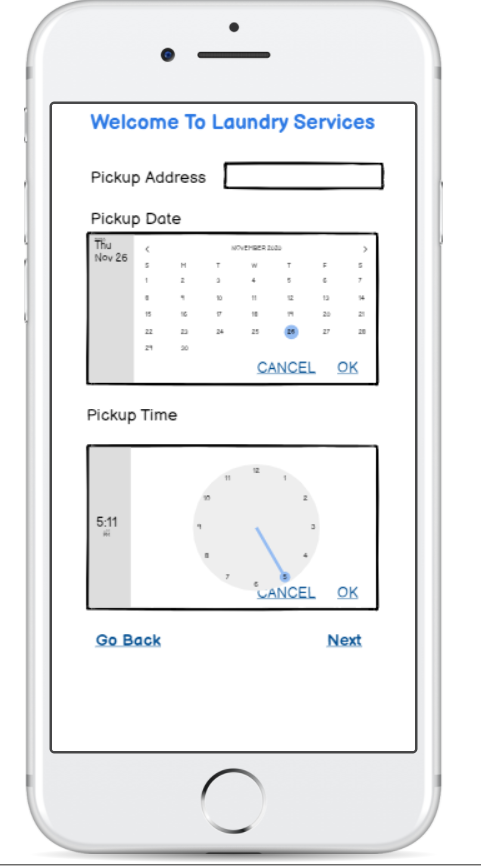 Welcome To Laundry Services
Pickup Address
Pickup Date
Thu
Nov 26
< NOVEMBER 2020 >
S M T W T F S
1 2 3 4 5 6 7
8 9 10 11 12 13 14
15 16 17 18 19 20 21
22 23 24 25 26 27 28
29 30
CANCEL OK
Pickup Time
5:11
12
11 1
10 2
9 3
8 4
7 5
6
CANCEL OK
Go Back Next